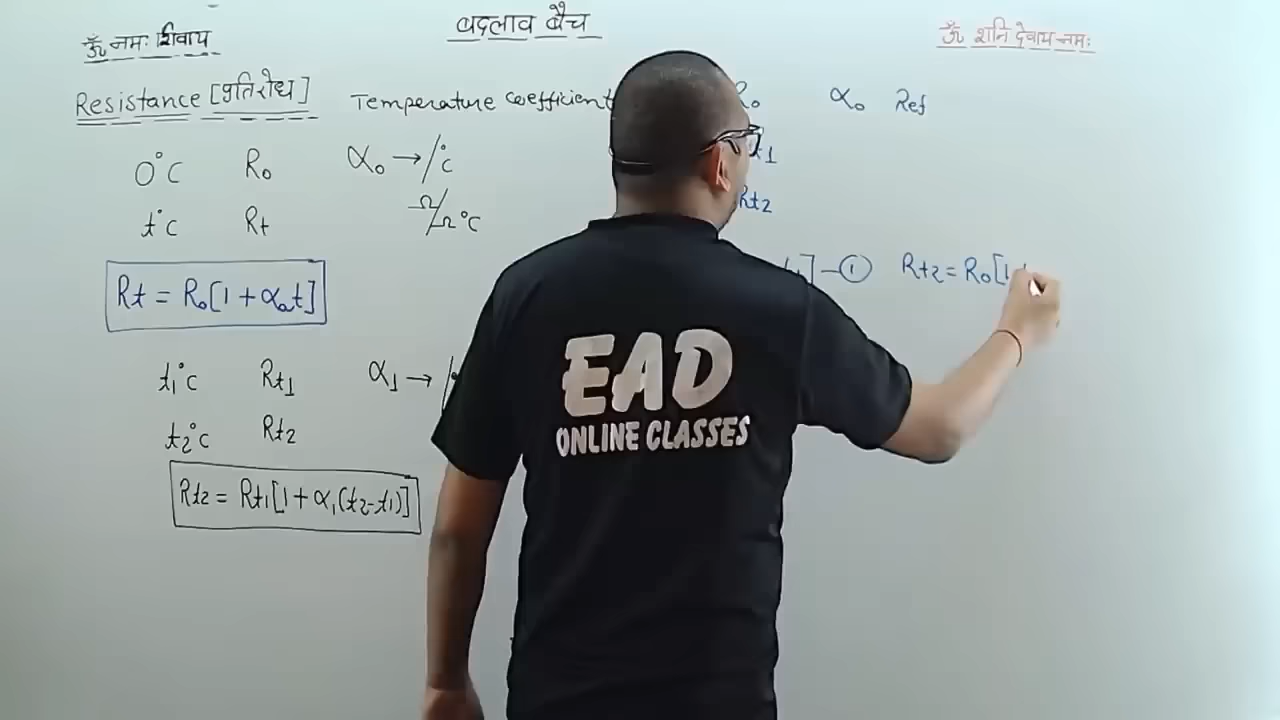 बदलाव बैच
ॐ नमः शिवाय
ॐ शनि देवाय नमः
Resistance [प्रतिरोध] Temperature coefficient
0°C R₀ α₀ → /°C
t°C Rt Ω/Ω°C
Rt = R₀[1 + α₀t]
t₁°C Rt₁ α₁ →
t₂°C Rt₂
Rt₂ = Rt₁[1 + α₁(t₂-t₁)]
R₀ α₀ Ref
Rt₂
] — ① Rt₂ = R₀[1
EAD
ONLINE CLASSES